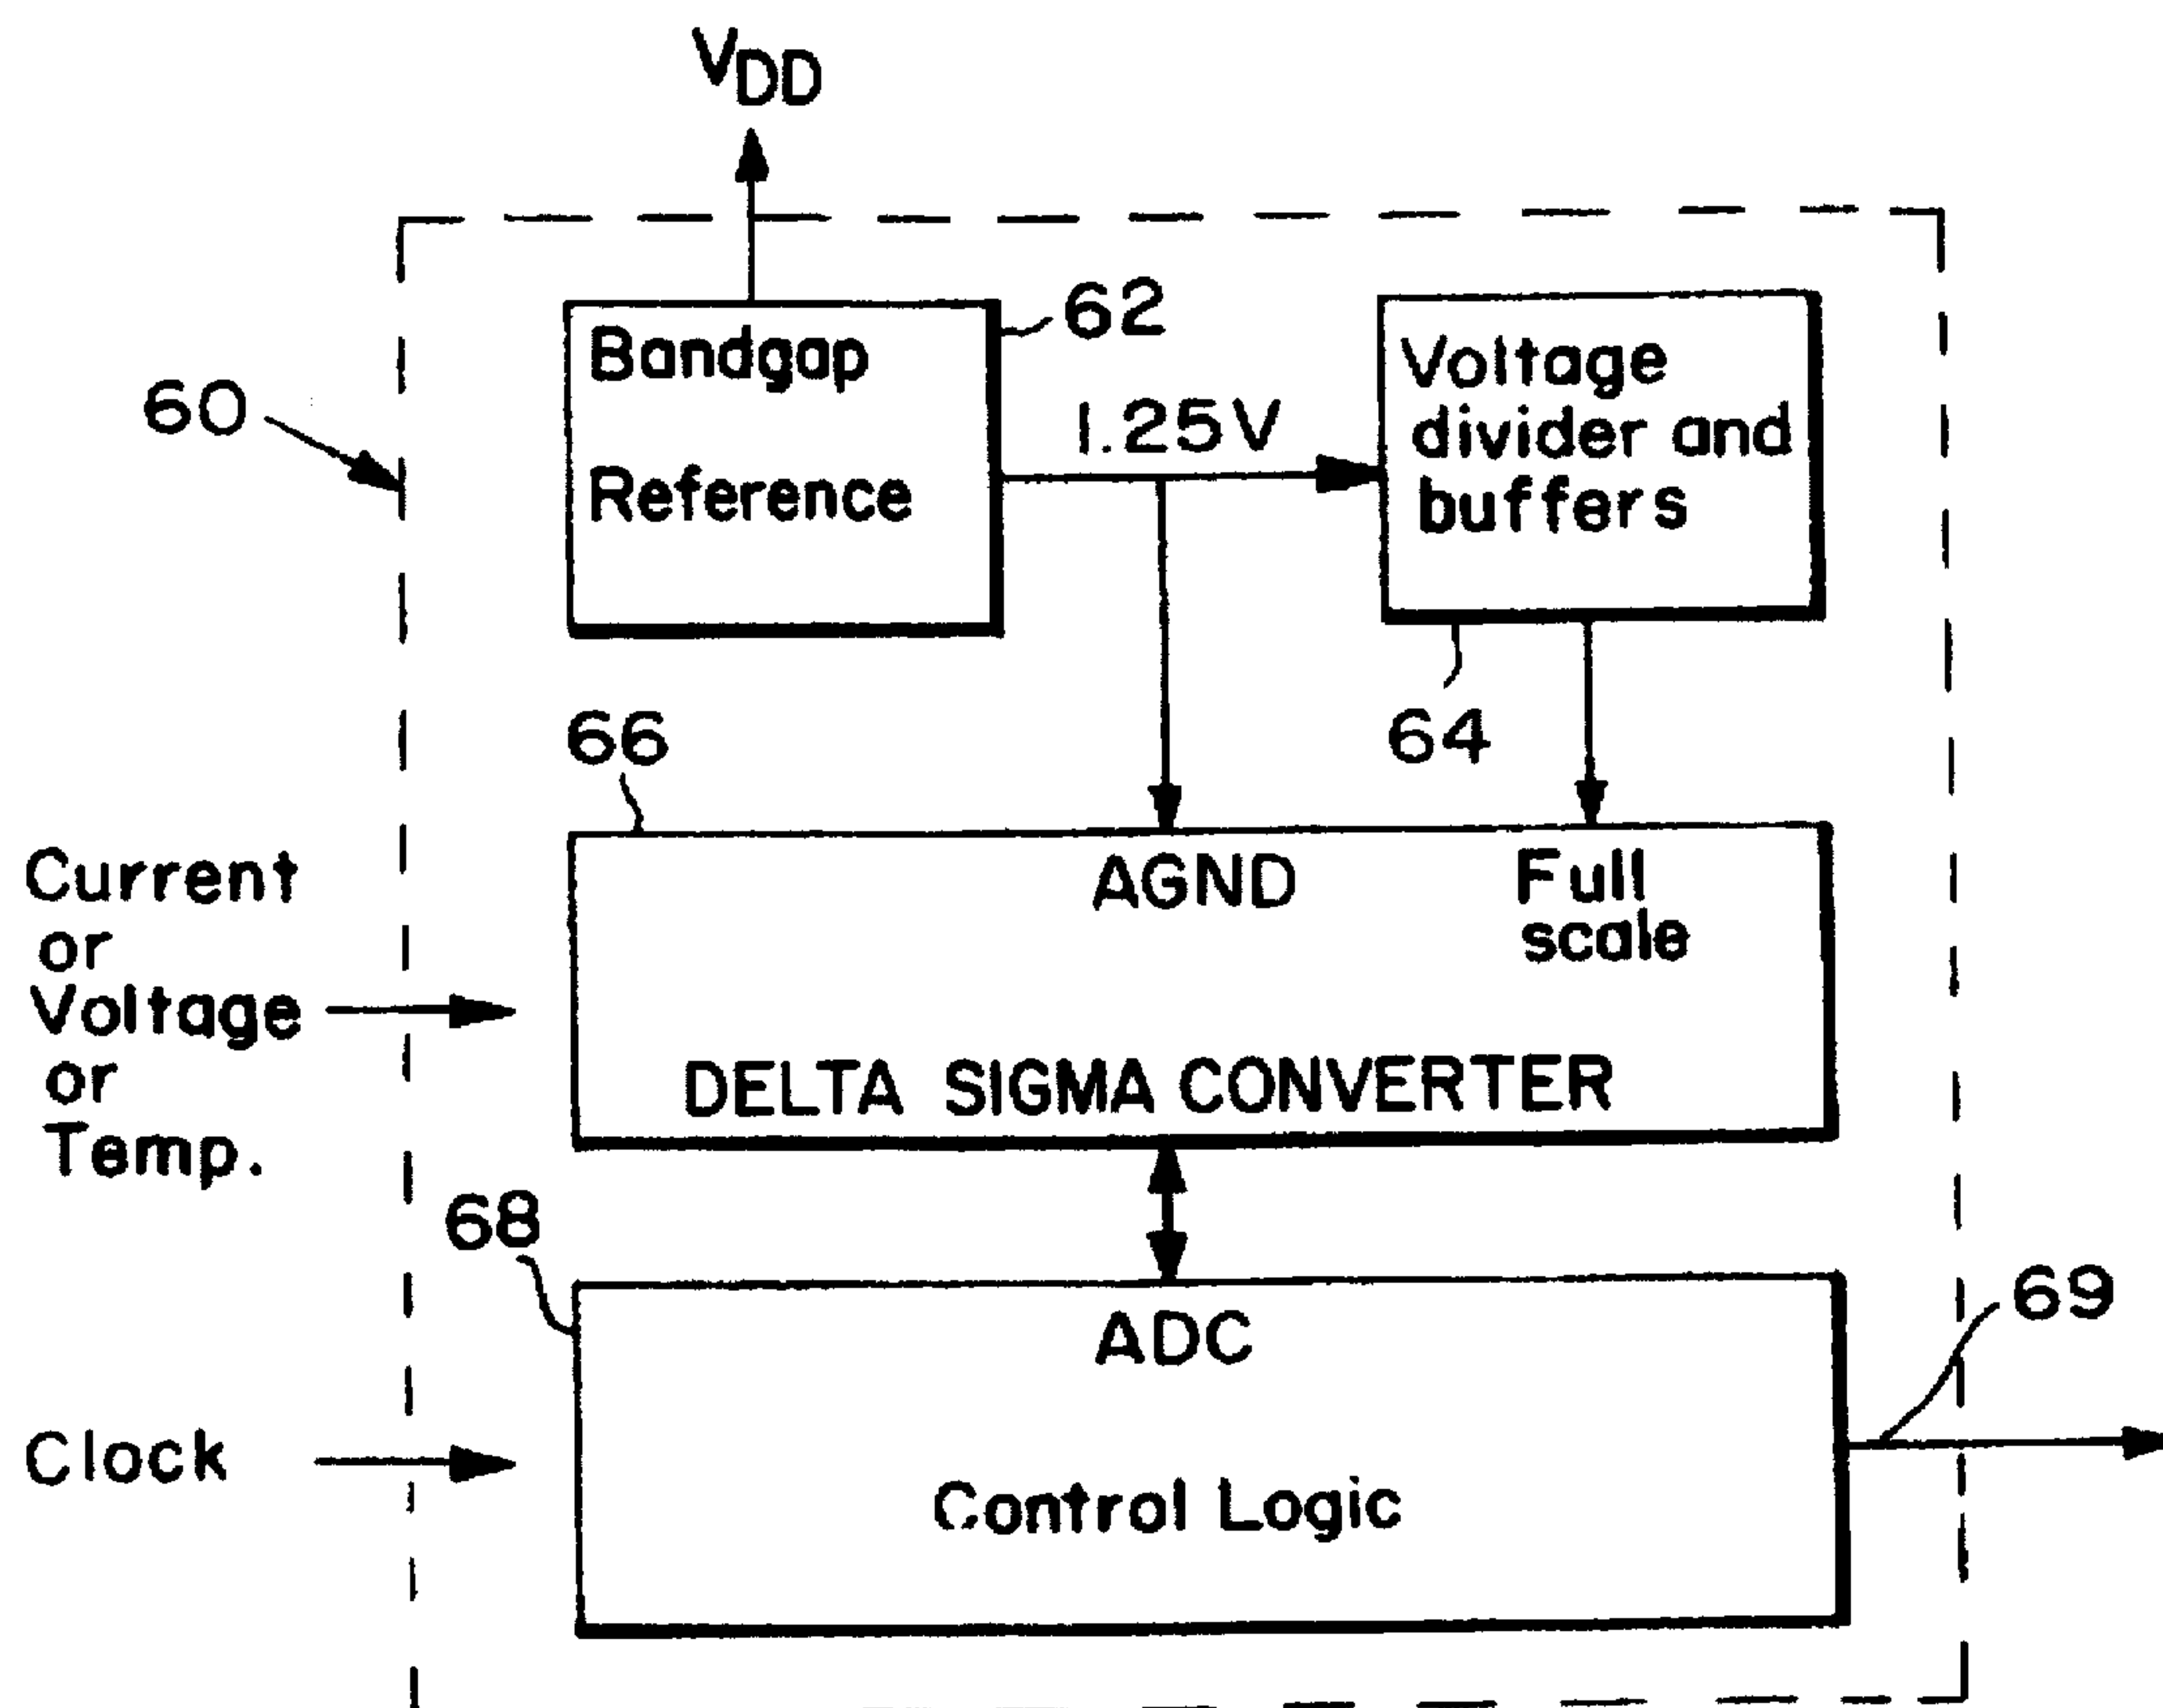 VDD
62
Bandgap
Reference
1.25V
Voltage
divider and
buffers
60
66
64
Current
or
Voltage
or
Temp.
AGND
Full
scale
DELTA SIGMA CONVERTER
68
69
ADC
Clock
Control Logic